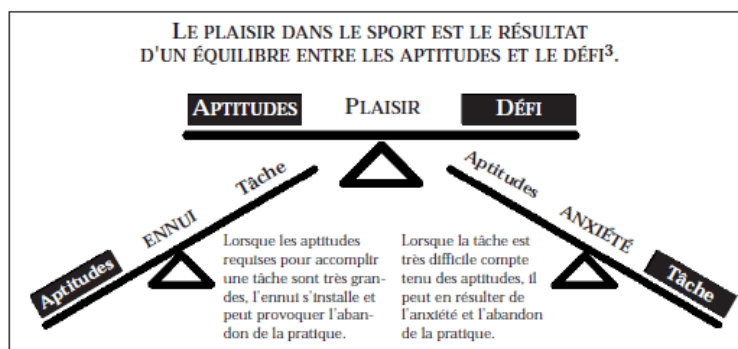 LE PLAISIR DANS LE SPORT EST LE RÉSULTAT
D'UN ÉQUILIBRE ENTRE LES APTITUDES ET LE DÉFI³.
APTITUDES PLAISIR DÉFI
Aptitudes ENNUI Tâche
Aptitudes ANXIÉTÉ Tâche
Lorsque les aptitudes
requises pour accomplir
une tâche sont très gran-
des, l'ennui s'installe et
peut provoquer l'aban-
don de la pratique.
Lorsque la tâche est
très difficile compte
tenu des aptitudes, il
peut en résulter de
l'anxiété et l'abandon
de la pratique.